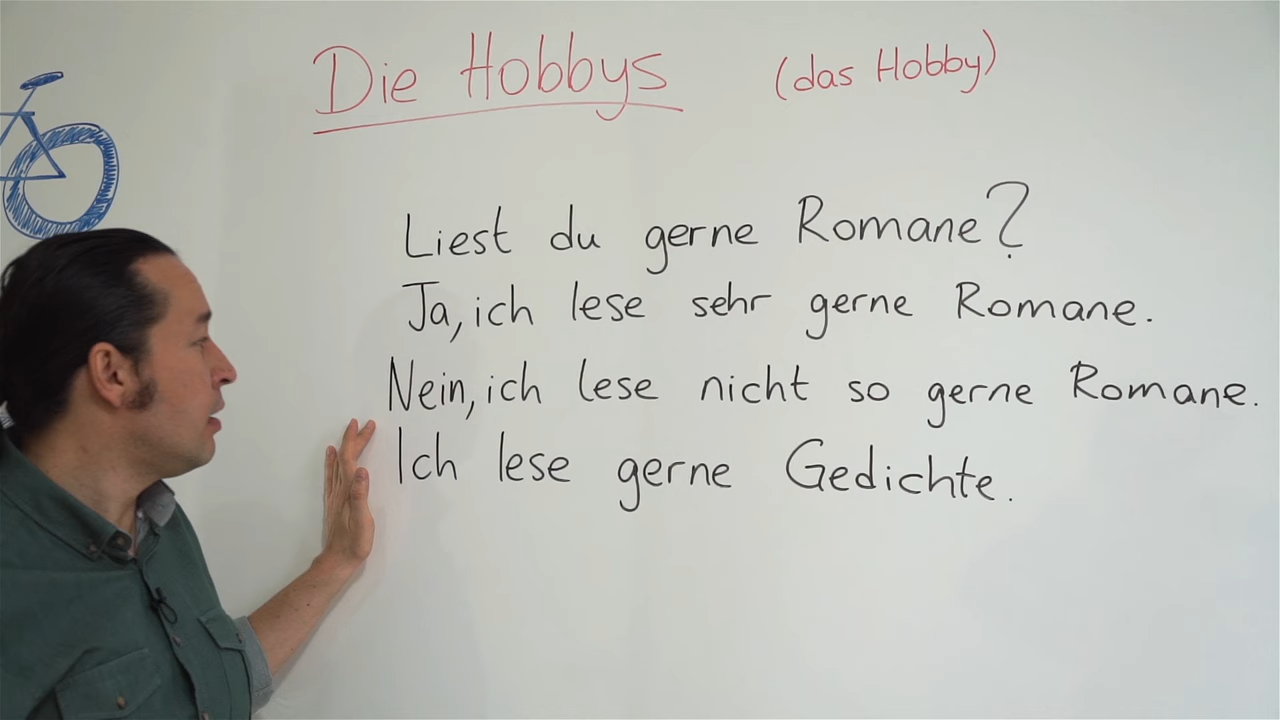 Die Hobbys (das Hobby)
Liest du gerne Romane?
Ja, ich lese sehr gerne Romane.
Nein, ich lese nicht so gerne Romane.
Ich lese gerne Gedichte.